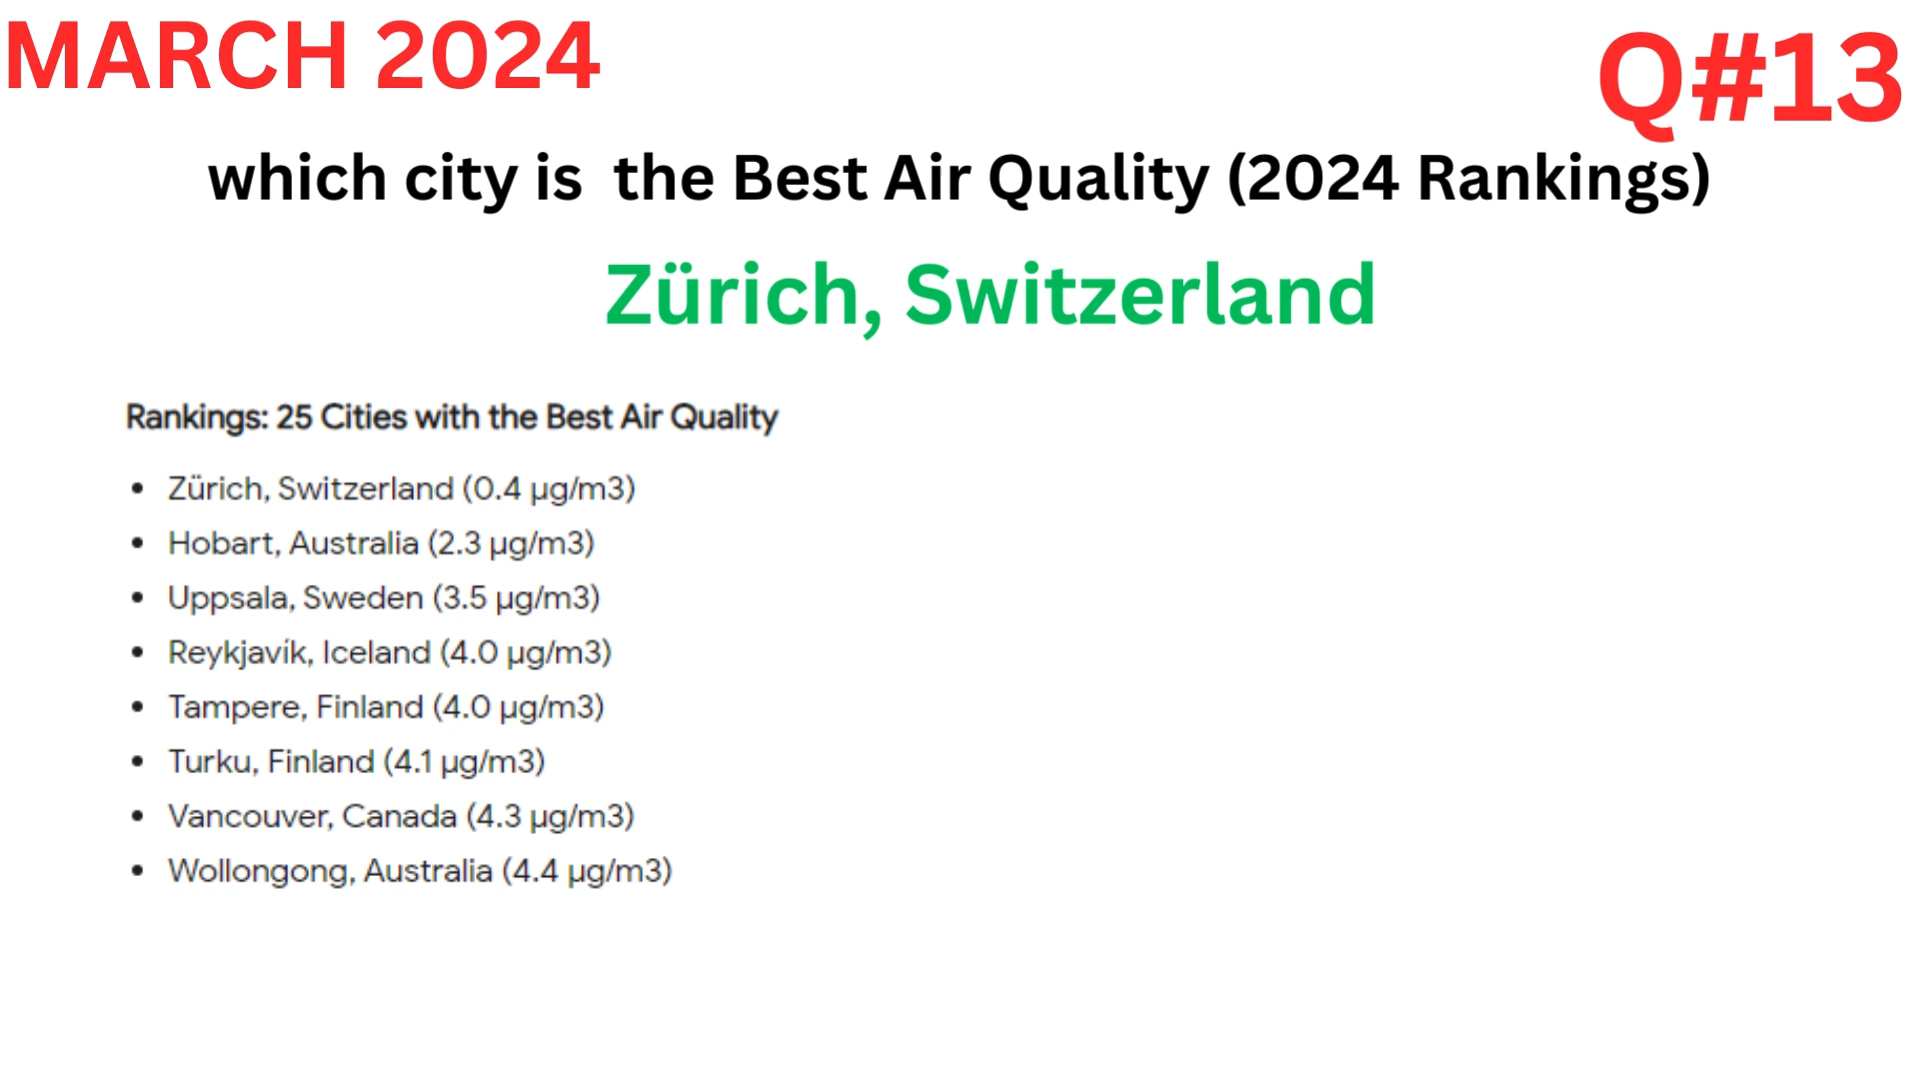 MARCH 2024
Q#13
which city is the Best Air Quality (2024 Rankings)
Zürich, Switzerland
Rankings: 25 Cities with the Best Air Quality
• Zürich, Switzerland (0.4 µg/m3)
• Hobart, Australia (2.3 µg/m3)
• Uppsala, Sweden (3.5 µg/m3)
• Reykjavík, Iceland (4.0 µg/m3)
• Tampere, Finland (4.0 µg/m3)
• Turku, Finland (4.1 µg/m3)
• Vancouver, Canada (4.3 µg/m3)
• Wollongong, Australia (4.4 µg/m3)